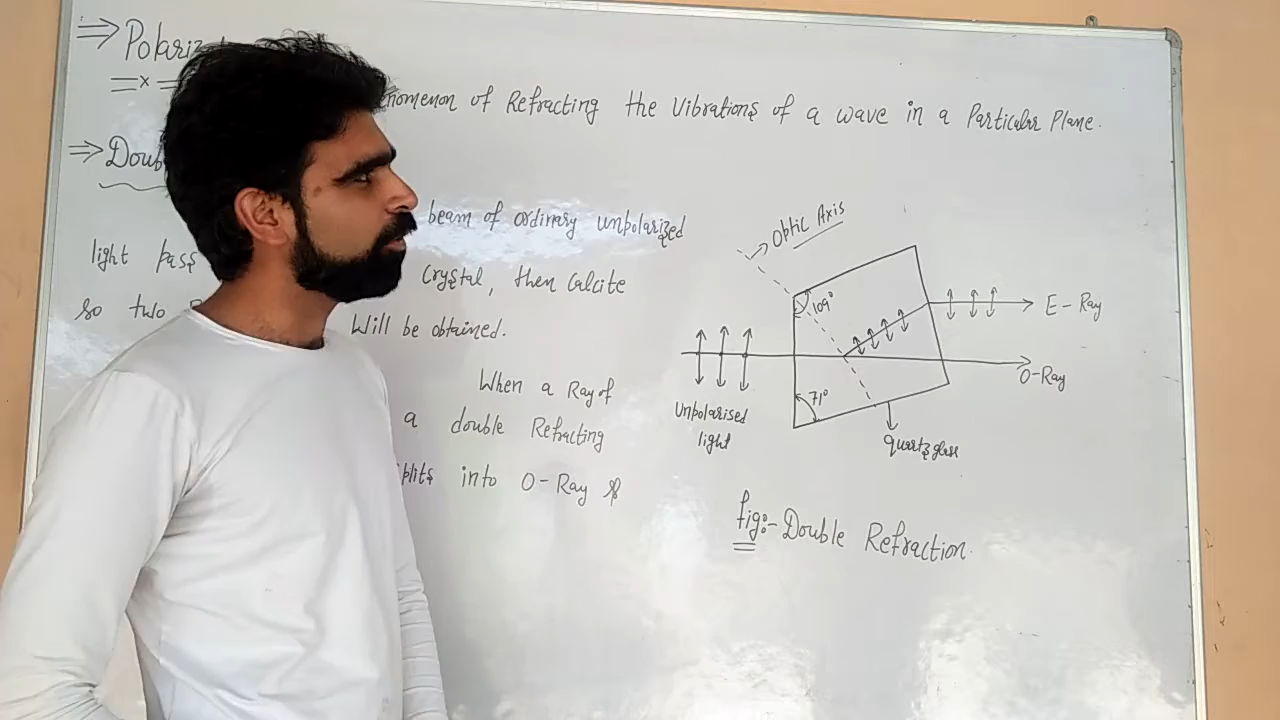 ⇒ Polariz
nomenon of Refracting the Vibrations of a wave in a Particular Plane.
⇒ Doub
beam of ordinary unpolarized
light pass crystal, then Calcite
so two Will be obtained.
When a Ray of
a double Refracting
splits into O-Ray &
Optic Axis
109°
E-Ray
O-Ray
71°
Unpolarised
light
quartz glass
fig:- Double Refraction.